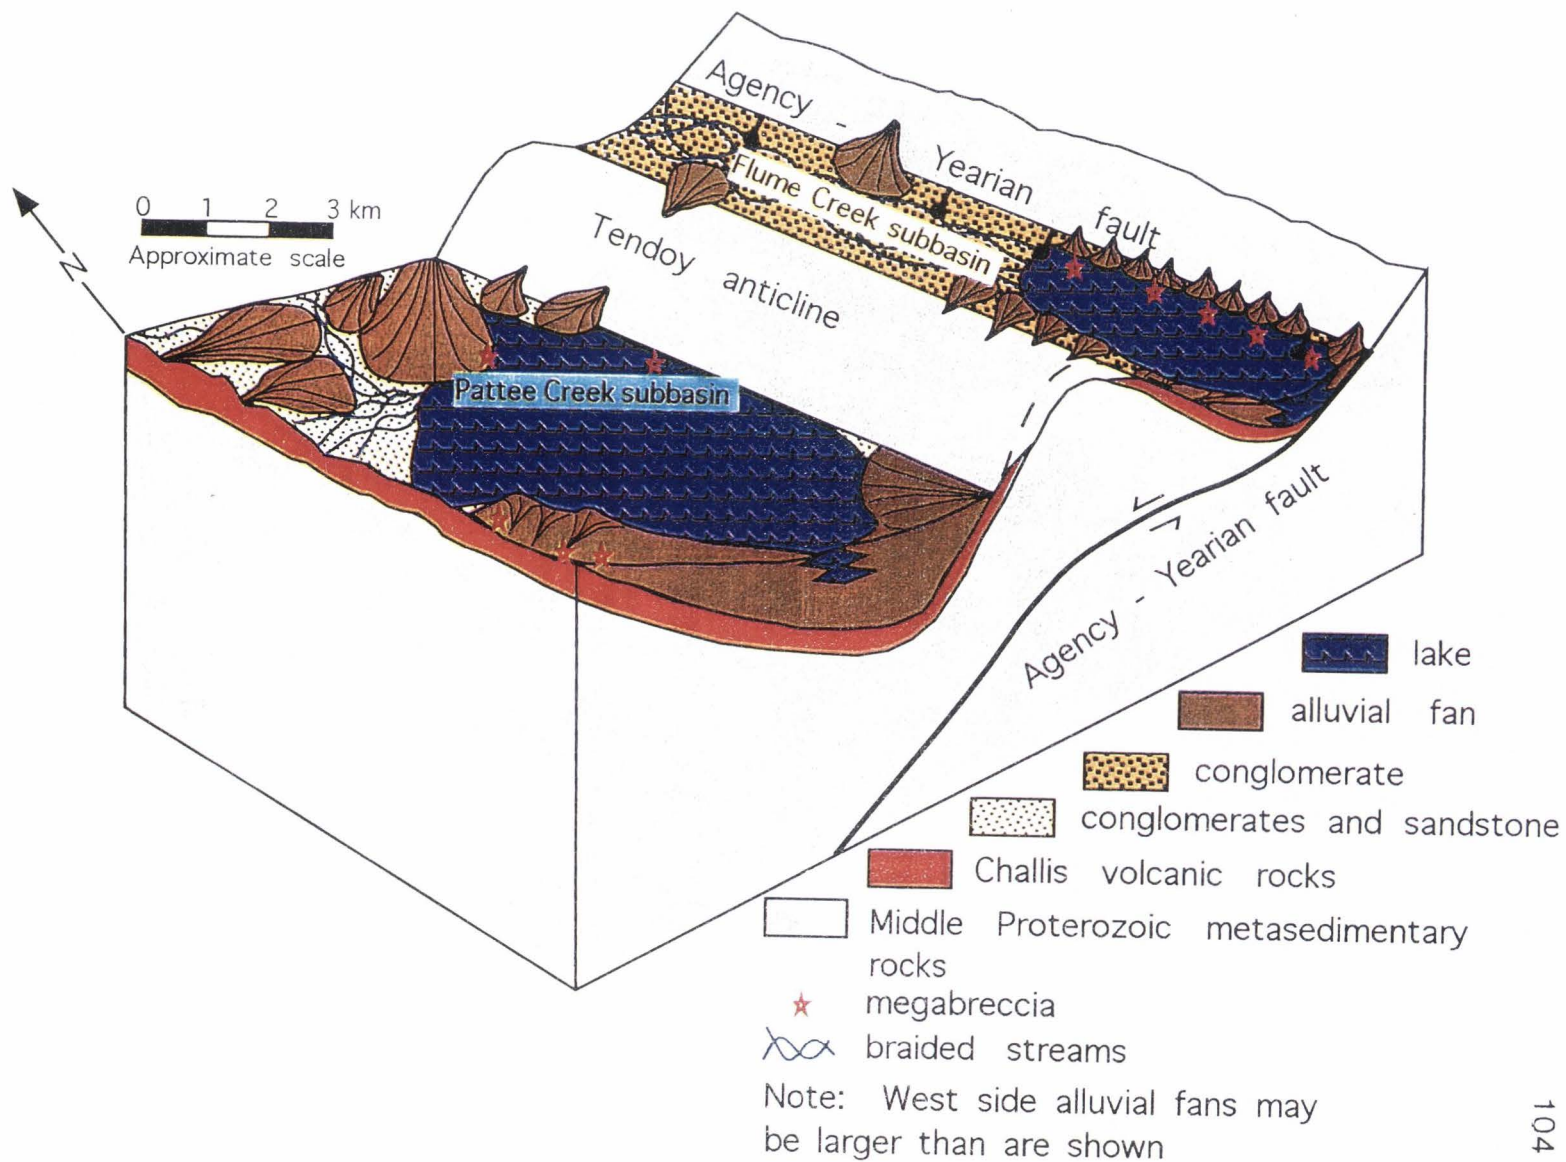 Agency - Yearian fault
Flume Creek subbasin
Tendoy anticline
N
0 1 2 3 km
Approximate scale
Pattee Creek subbasin
Agency - Yearian fault
lake
alluvial fan
conglomerate
conglomerates and sandstone
Challis volcanic rocks
Middle Proterozoic metasedimentary
rocks
megabreccia
braided streams
Note: West side alluvial fans may
be larger than are shown
104